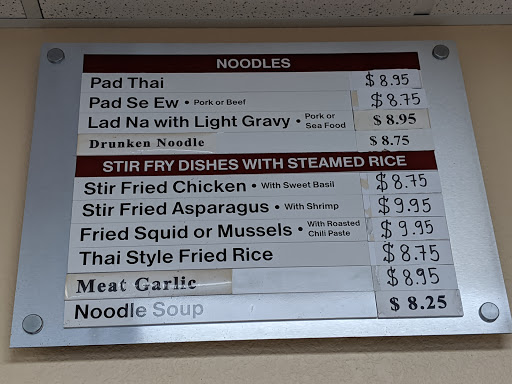 NOODLES
Pad Thai $8.95
Pad Se Ew • Pork or Beef $8.75
Lad Na with Light Gravy • Pork or Sea Food $8.95
Drunken Noodle $8.75
STIR FRY DISHES WITH STEAMED RICE
Stir Fried Chicken • With Sweet Basil $8.75
Stir Fried Asparagus • With Shrimp $9.95
Fried Squid or Mussels • With Roasted Chili Paste $9.95
Thai Style Fried Rice $8.75
Meat Garlic $8.95
Noodle Soup $8.25